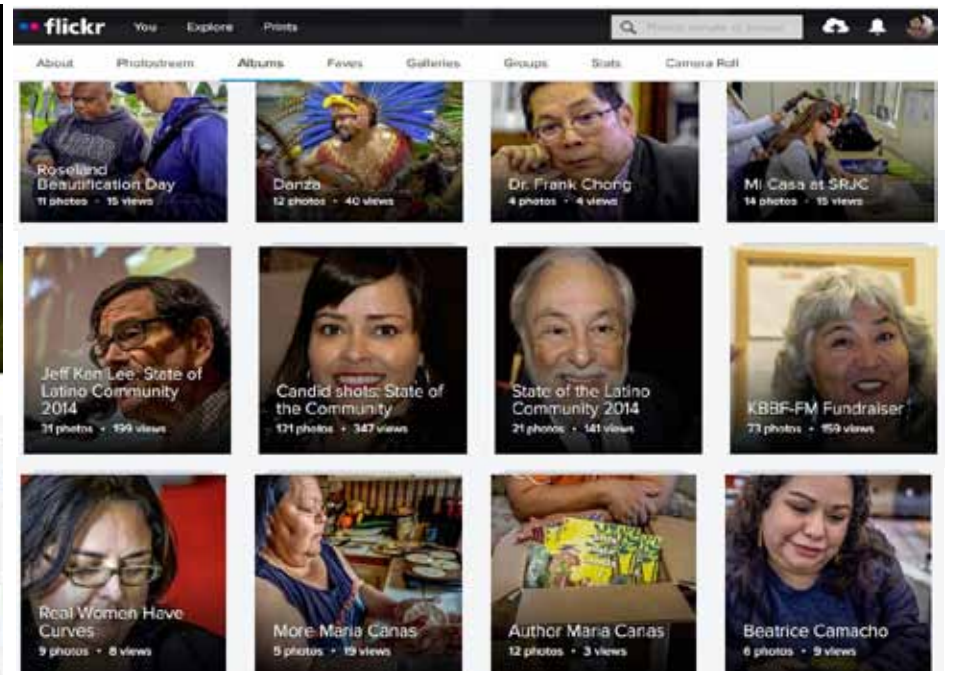 flickr You Explore Prints
About Photostream Albums Faves Galleries Groups Stats Camera Roll
Roseland
Beautification Day
11 photos • 15 views
Danza
12 photos • 40 views
Dr. Frank Chong
4 photos • 4 views
Mi Casa at SRJC
14 photos • 15 views
Jeff Kan Lee: State of
Latino Community
2014
31 photos • 199 views
Candid shots: State of
the Community
121 photos • 347 views
State of the Latino
Community 2014
21 photos • 141 views
KBBF-FM Fundraiser
73 photos • 159 views
Real Women Have
Curves
9 photos • 8 views
More Maria Canas
5 photos • 19 views
Author Maria Canas
12 photos • 3 views
Beatrice Camacho
6 photos • 9 views